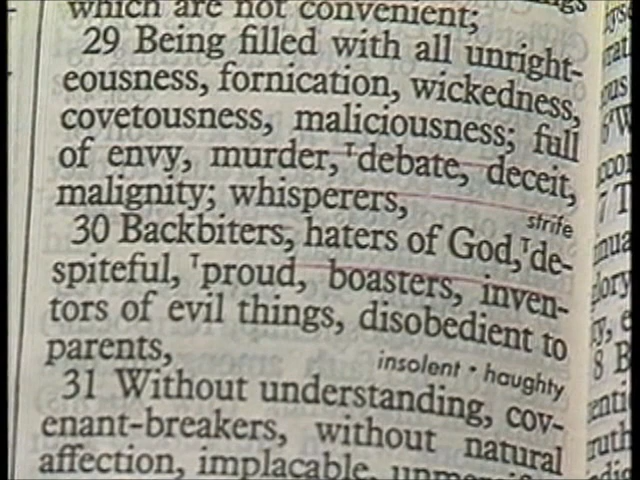 which are not convenient;
29 Being filled with all unright-
eousness, fornication, wickedness,
covetousness, maliciousness; full
of envy, murder, ᵀdebate, deceit,
malignity; whisperers,
strife
30 Backbiters, haters of God,ᵀde-
spiteful, ᵀproud, boasters, inven-
tors of evil things, disobedient to
parents,
insolent • haughty
31 Without understanding, cov-
enant-breakers, without natural
affection, implacable,